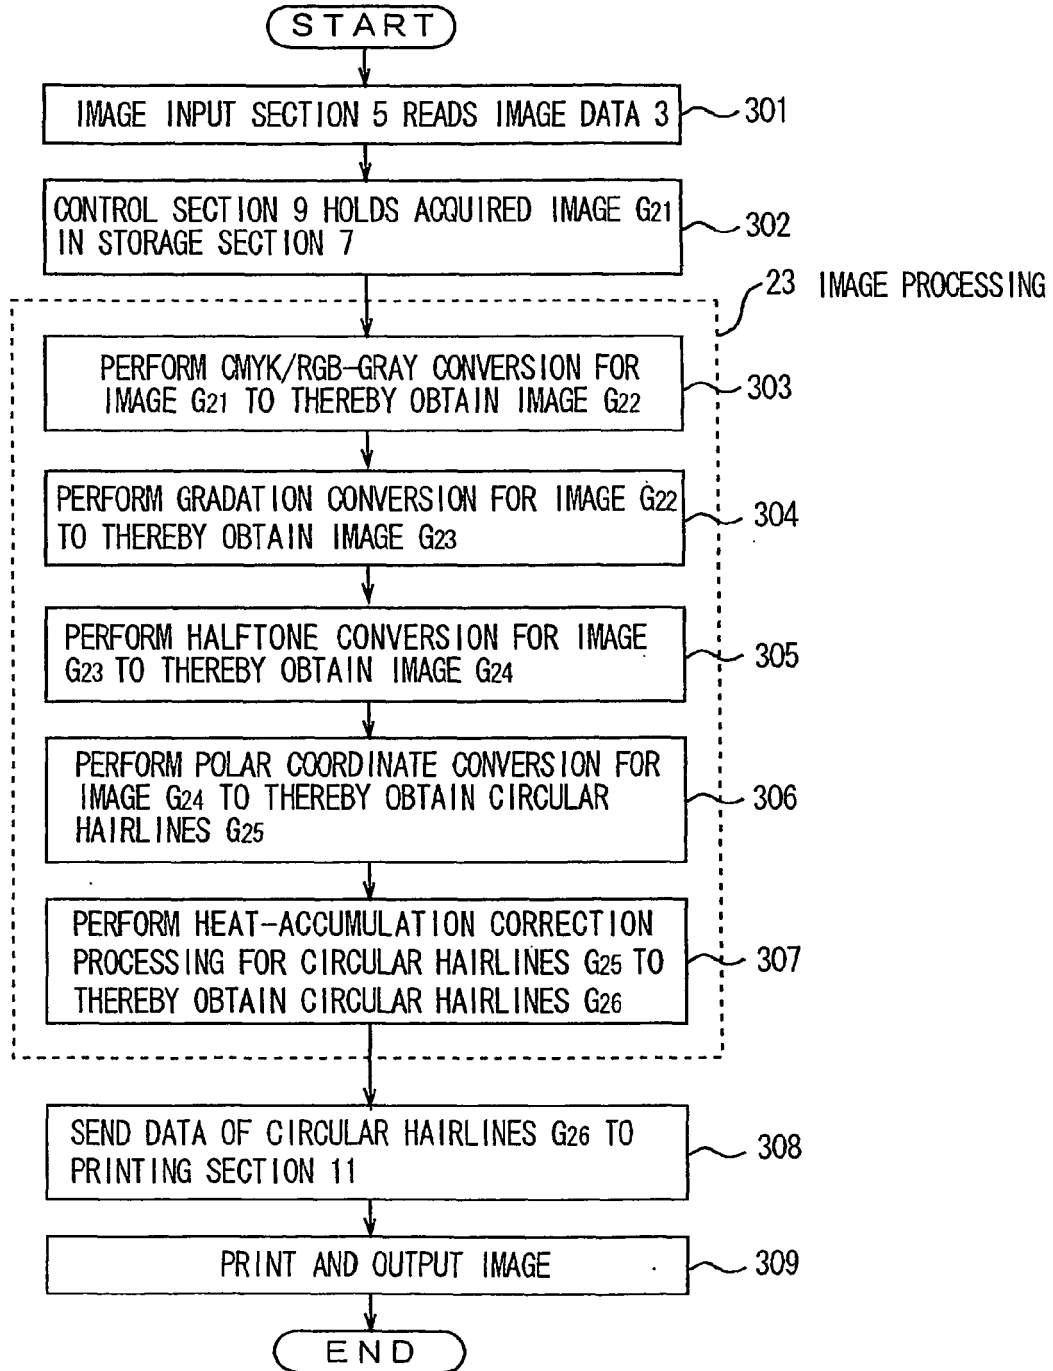 START
IMAGE INPUT SECTION 5 READS IMAGE DATA 3
301
CONTROL SECTION 9 HOLDS ACQUIRED IMAGE G21
IN STORAGE SECTION 7
302
23 IMAGE PROCESSING
PERFORM CMYK/RGB-GRAY CONVERSION FOR
IMAGE G21 TO THEREBY OBTAIN IMAGE G22
303
PERFORM GRADATION CONVERSION FOR IMAGE G22
TO THEREBY OBTAIN IMAGE G23
304
PERFORM HALFTONE CONVERSION FOR IMAGE
G23 TO THEREBY OBTAIN IMAGE G24
305
PERFORM POLAR COORDINATE CONVERSION FOR
IMAGE G24 TO THEREBY OBTAIN CIRCULAR
HAIRLINES G25
306
PERFORM HEAT-ACCUMULATION CORRECTION
PROCESSING FOR CIRCULAR HAIRLINES G25 TO
THEREBY OBTAIN CIRCULAR HAIRLINES G26
307
SEND DATA OF CIRCULAR HAIRLINES G26 TO
PRINTING SECTION 11
308
PRINT AND OUTPUT IMAGE
309
END